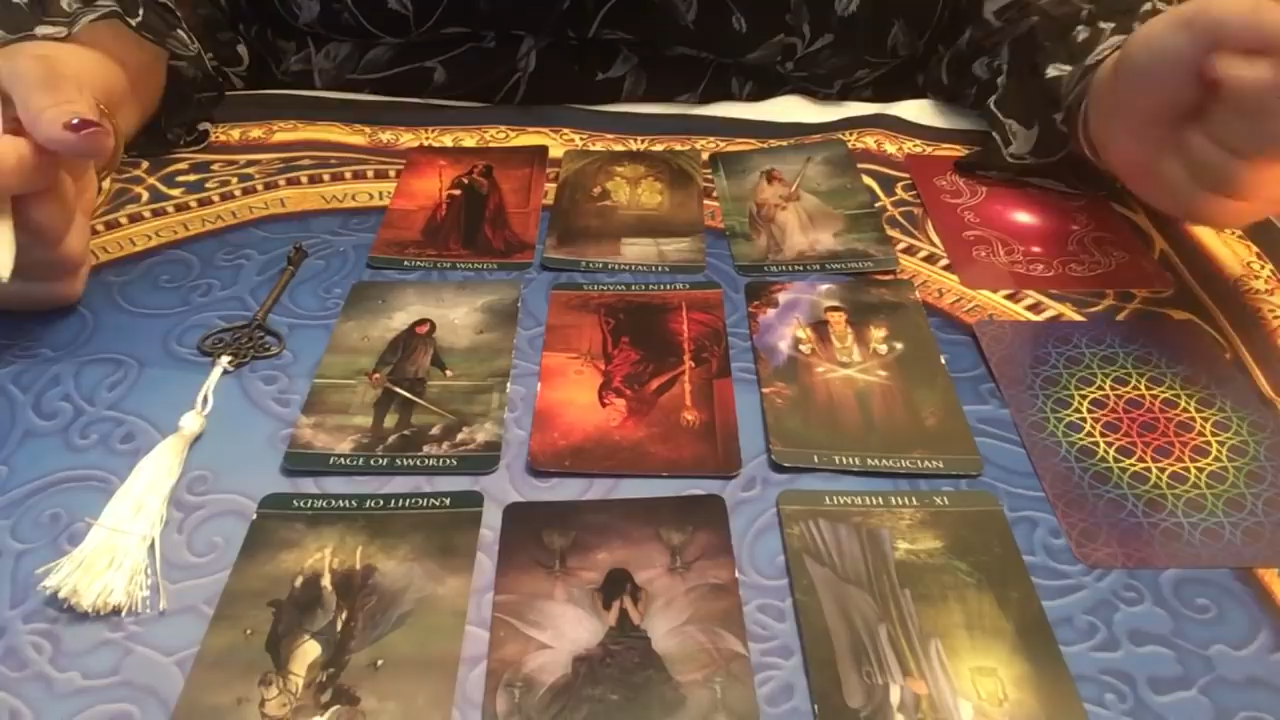 JUDGEMENT WOR
KING OF WANDS
5 OF PENTACLES
QUEEN OF SWORDS
QUEEN OF WANDS
PAGE OF SWORDS
I - THE MAGICIAN
KNIGHT OF SWORDS
IX - THE HERMIT